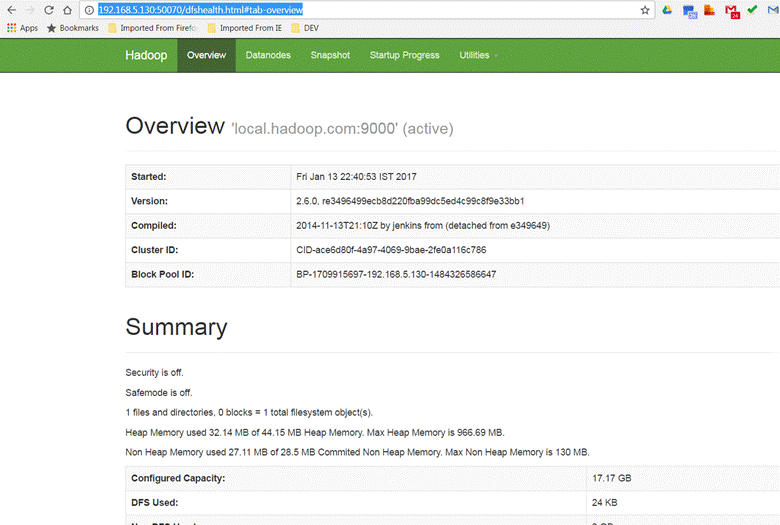 192.168.5.130:50070/dfshealth.html#tab-overview
Apps Bookmarks Imported From Firefo Imported From IE DEV
Hadoop Overview Datanodes Snapshot Startup Progress Utilities
Overview 'local.hadoop.com:9000' (active)
Started: Fri Jan 13 22:40:53 IST 2017
Version: 2.6.0, re3496499ecb8d220fba99dc5ed4c99c8f9e33bb1
Compiled: 2014-11-13T21:10Z by jenkins from (detached from e349649)
Cluster ID: CID-ace6d80f-4a97-4069-9bae-2fe0a116c786
Block Pool ID: BP-1709915697-192.168.5.130-1484326586647
Summary
Security is off.
Safemode is off.
1 files and directories, 0 blocks = 1 total filesystem object(s).
Heap Memory used 32.14 MB of 44.15 MB Heap Memory. Max Heap Memory is 966.69 MB.
Non Heap Memory used 27.11 MB of 28.5 MB Commited Non Heap Memory. Max Non Heap Memory is 130 MB.
Configured Capacity: 17.17 GB
DFS Used: 24 KB